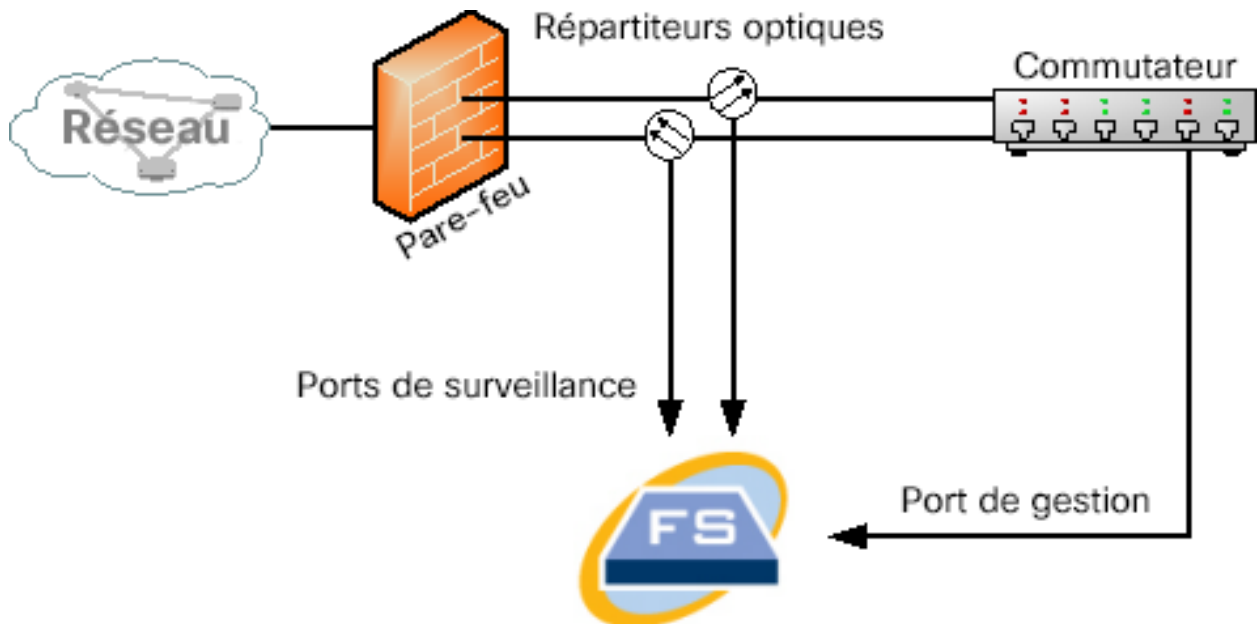 Répartiteurs optiques
Commutateur
Réseau
Pare-feu
Ports de surveillance
Port de gestion
FS